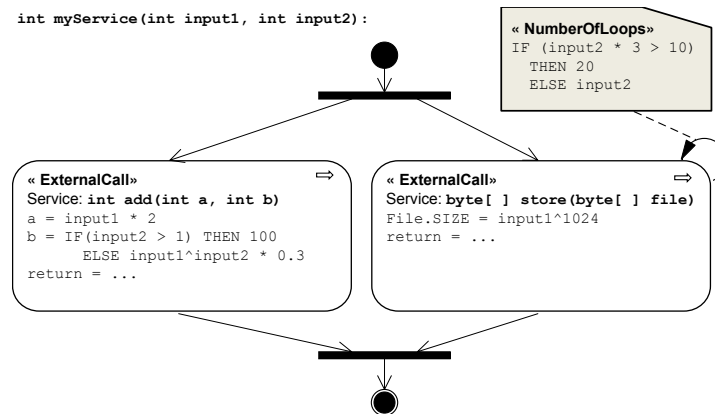 int myService(int input1, int input2):
« NumberOfLoops»
IF (input2 * 3 > 10)
THEN 20
ELSE input2
« ExternalCall»
Service: int add(int a, int b)
a = input1 * 2
b = IF(input2 > 1) THEN 100
ELSE input1^input2 * 0.3
return = ...
« ExternalCall»
Service: byte[ ] store(byte[ ] file)
File.SIZE = input1^1024
return = ...